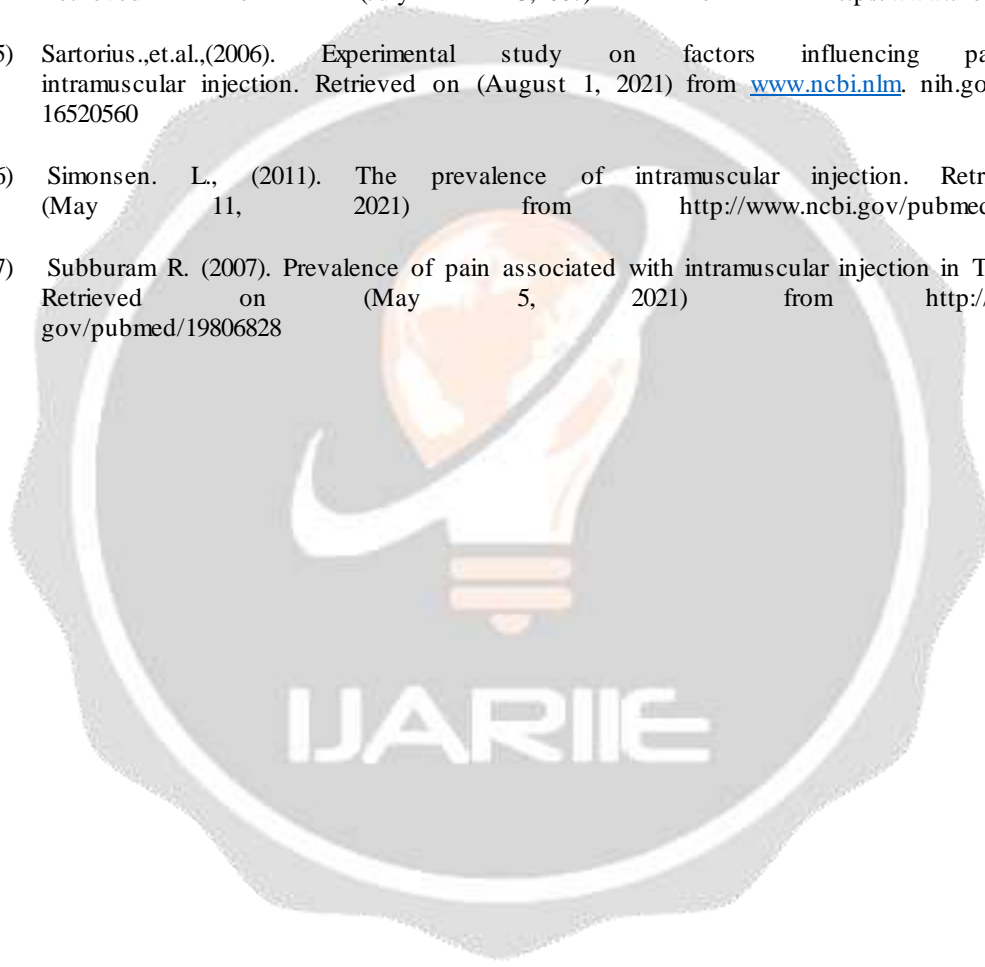 5) Sartorius.,et.al.,(2006). Experimental study on factors influencing
intramuscular injection. Retrieved on (August 1, 2021) from www.ncbi.nlm. nih.go
16520560
6) Simonsen. L., (2011). The prevalence of intramuscular injection. Retr
(May 11, 2021) from http://www.ncbi.gov/pubmed
7) Subburam R. (2007). Prevalence of pain associated with intramuscular injection in T
Retrieved on (May 5, 2021) from http://
gov/pubmed/19806828
IJARIIE